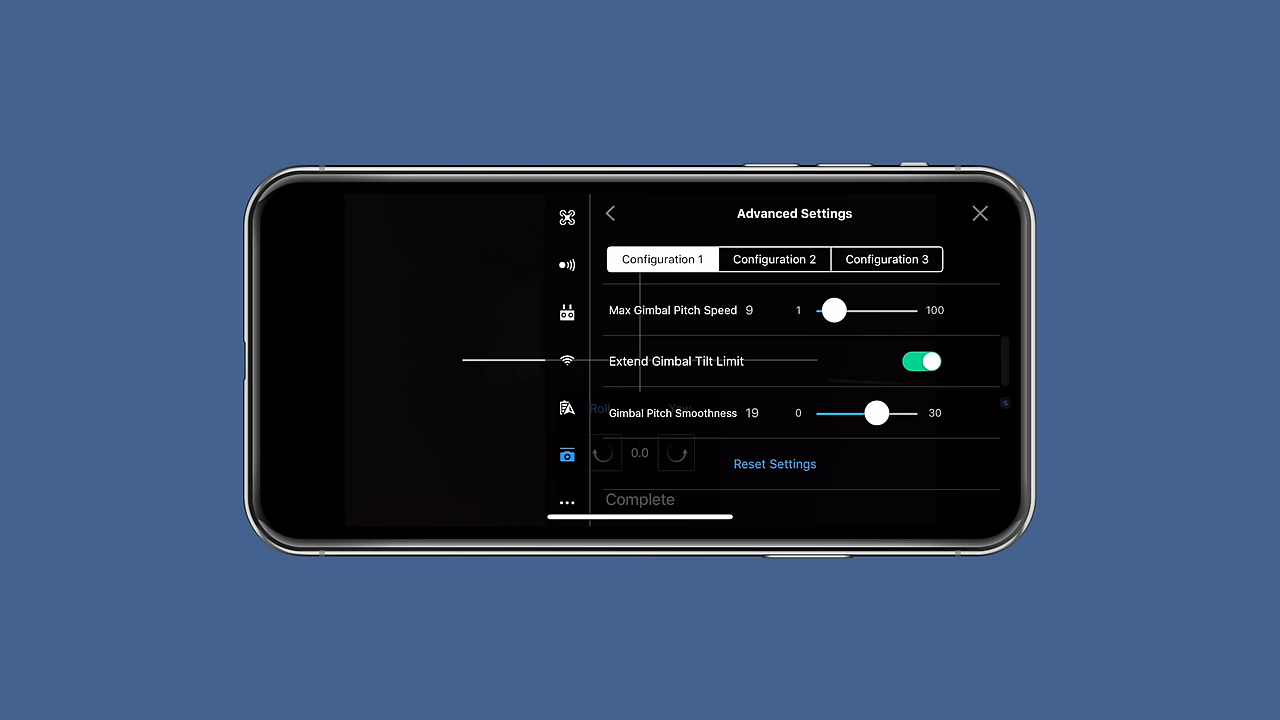 Advanced Settings
Configuration 1 Configuration 2 Configuration 3
Max Gimbal Pitch Speed 9 1 100
Extend Gimbal Tilt Limit
Roll
Gimbal Pitch Smoothness 19 0 30
0.0
Reset Settings
Complete